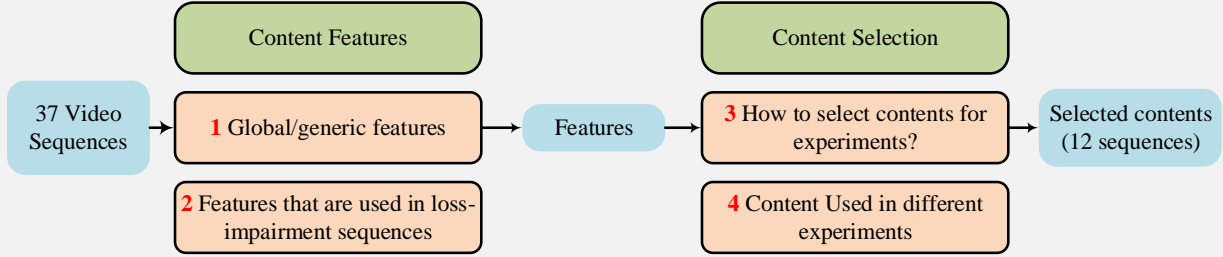 Content Features
Content Selection
37 Video
Sequences
1 Global/generic features
Features
3 How to select contents for
experiments?
Selected contents
(12 sequences)
2 Features that are used in loss-
impairment sequences
4 Content Used in different
experiments